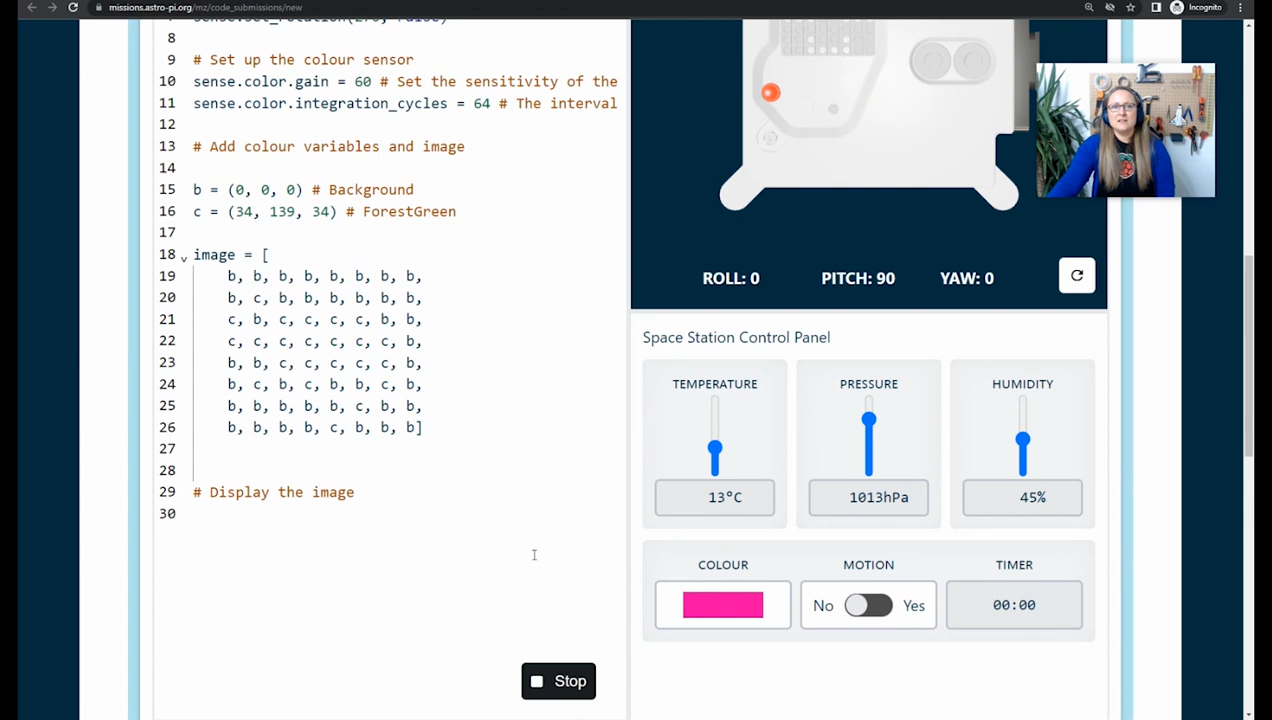 missions.astro-pi.org/mz/code_submissions/new
Incognito
8
9 # Set up the colour sensor
10 sense.color.gain = 60 # Set the sensitivity of the
11 sense.color.integration_cycles = 64 # The interval
12
13 # Add colour variables and image
14
15 b = (0, 0, 0) # Background
16 c = (34, 139, 34) # ForestGreen
17
18 image = [
19 b, b, b, b, b, b, b, b,
20 b, c, b, b, b, b, b, b,
21 c, b, c, c, c, c, b, b,
22 c, c, c, c, c, c, c, b,
23 b, b, c, c, c, c, c, b,
24 b, c, b, c, b, b, c, b,
25 b, b, b, b, b, c, b, b,
26 b, b, b, b, c, b, b, b]
27
28
29 # Display the image
30
Stop
ROLL: 0 PITCH: 90 YAW: 0
Space Station Control Panel
TEMPERATURE PRESSURE HUMIDITY
13°C 1013hPa 45%
COLOUR MOTION TIMER
No Yes 00:00